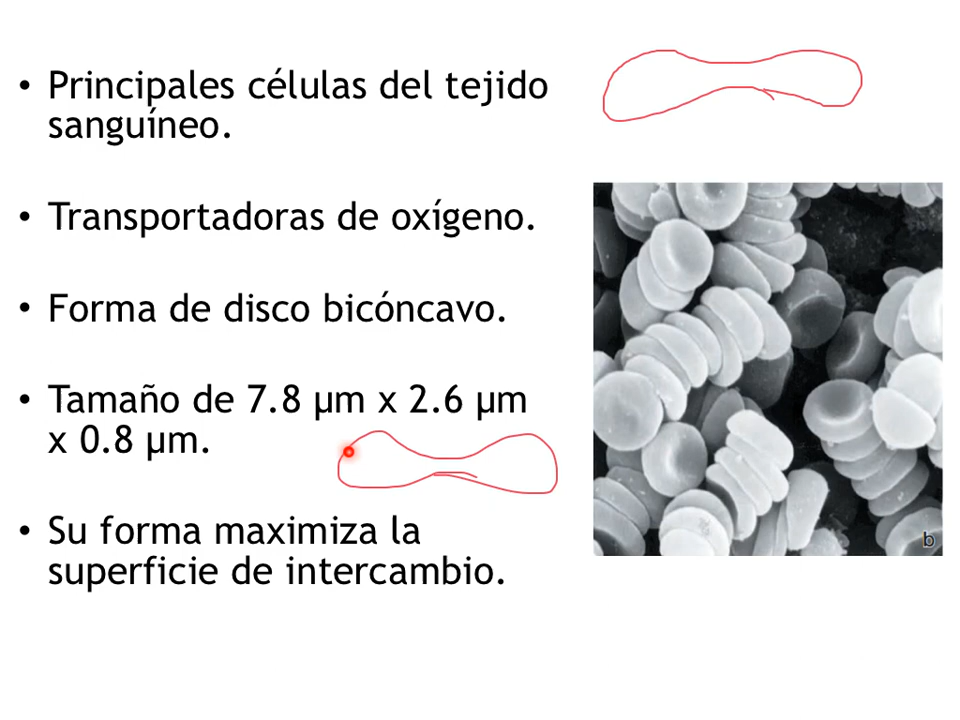 • Principales células del tejido
sanguíneo.
• Transportadoras de oxígeno.
• Forma de disco bicóncavo.
• Tamaño de 7.8 µm x 2.6 µm
x 0.8 µm.
• Su forma maximiza la
superficie de intercambio.
b